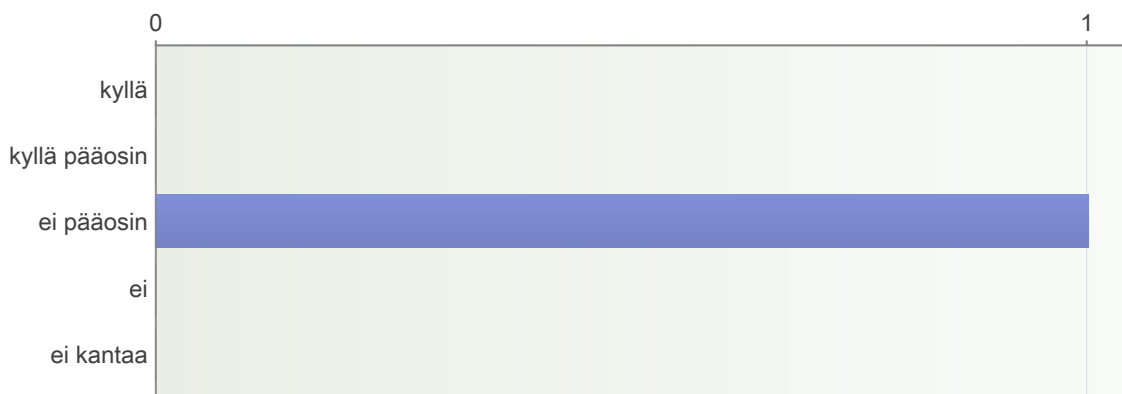 0 1
kyllä
kyllä pääosin
ei pääosin
ei
ei kantaa